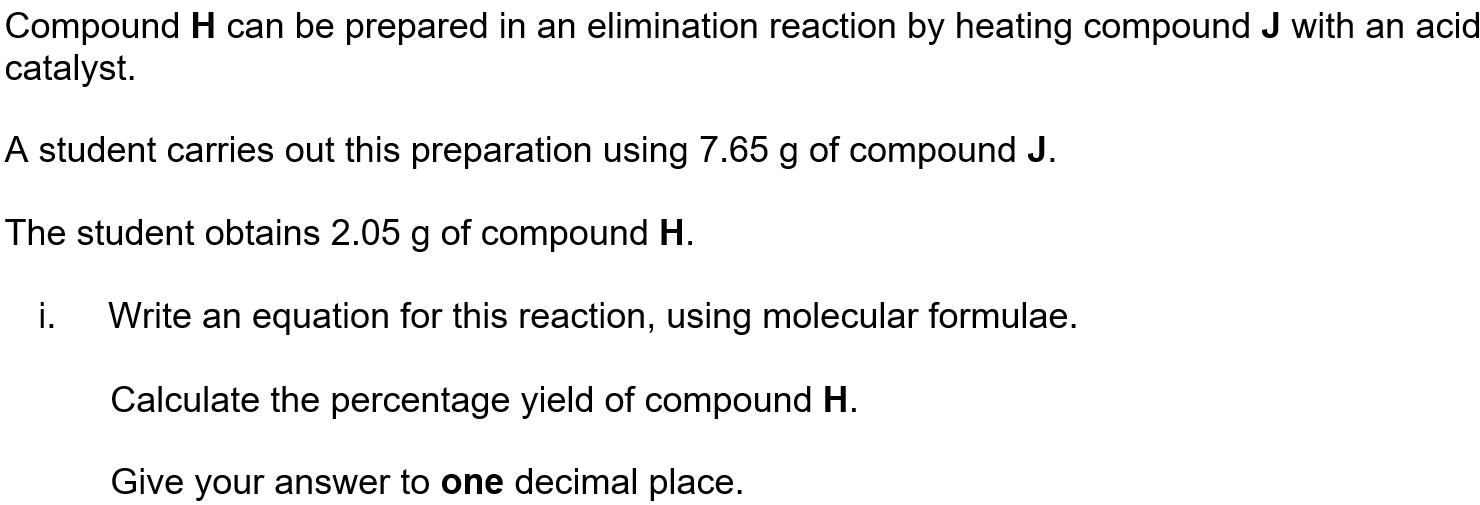 Compound H can be prepared in an elimination reaction by heating compound J with an acid
catalyst.
A student carries out this preparation using 7.65 g of compound J.
The student obtains 2.05 g of compound H.
i. Write an equation for this reaction, using molecular formulae.
Calculate the percentage yield of compound H.
Give your answer to one decimal place.